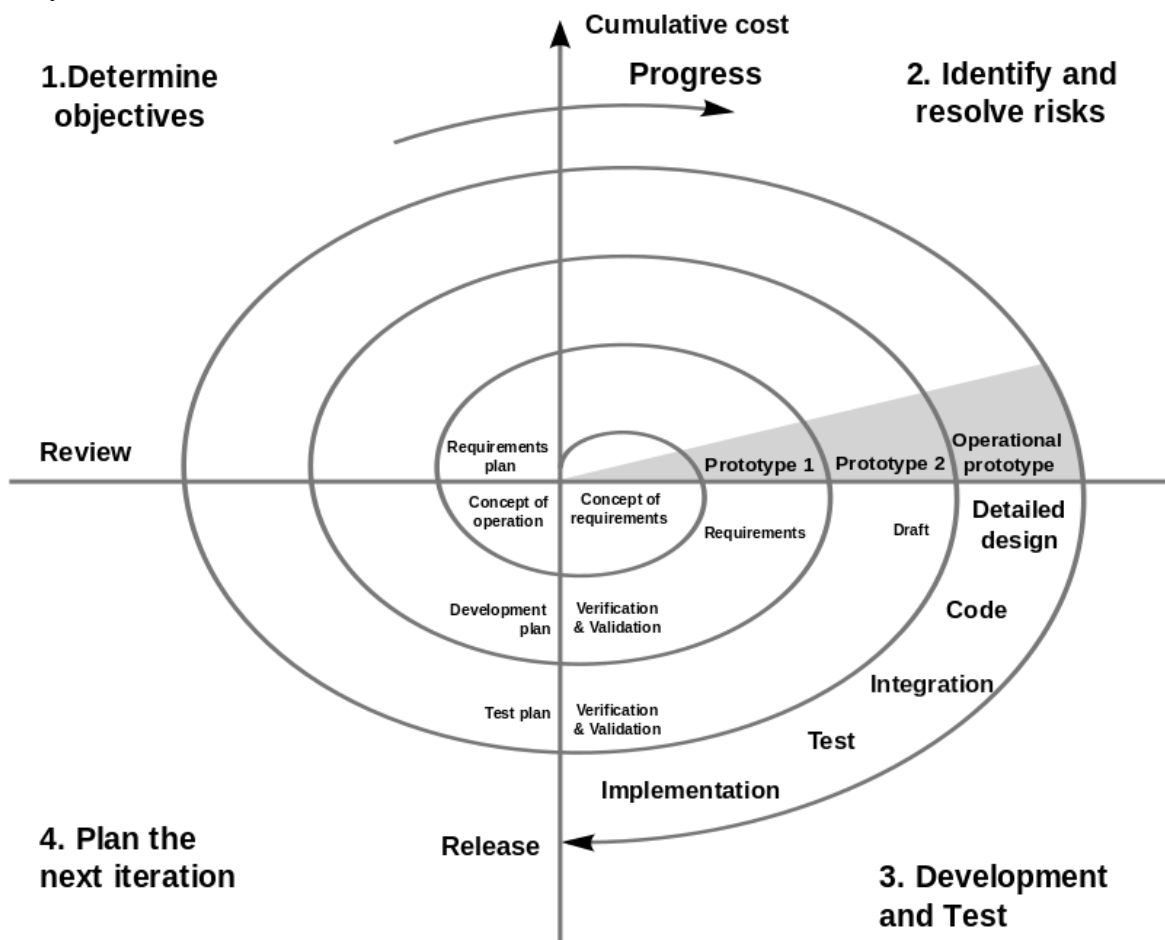 Cumulative cost
1.Determine
objectives
Progress
2. Identify and
resolve risks
Review
Requirements
plan
Prototype 1
Prototype 2
Operational
prototype
Concept of
operation
Concept of
requirements
Requirements
Draft
Detailed
design
Development
plan
Verification
& Validation
Code
Integration
Test plan
Verification
& Validation
Test
Implementation
Release
4. Plan the
next iteration
3. Development
and Test